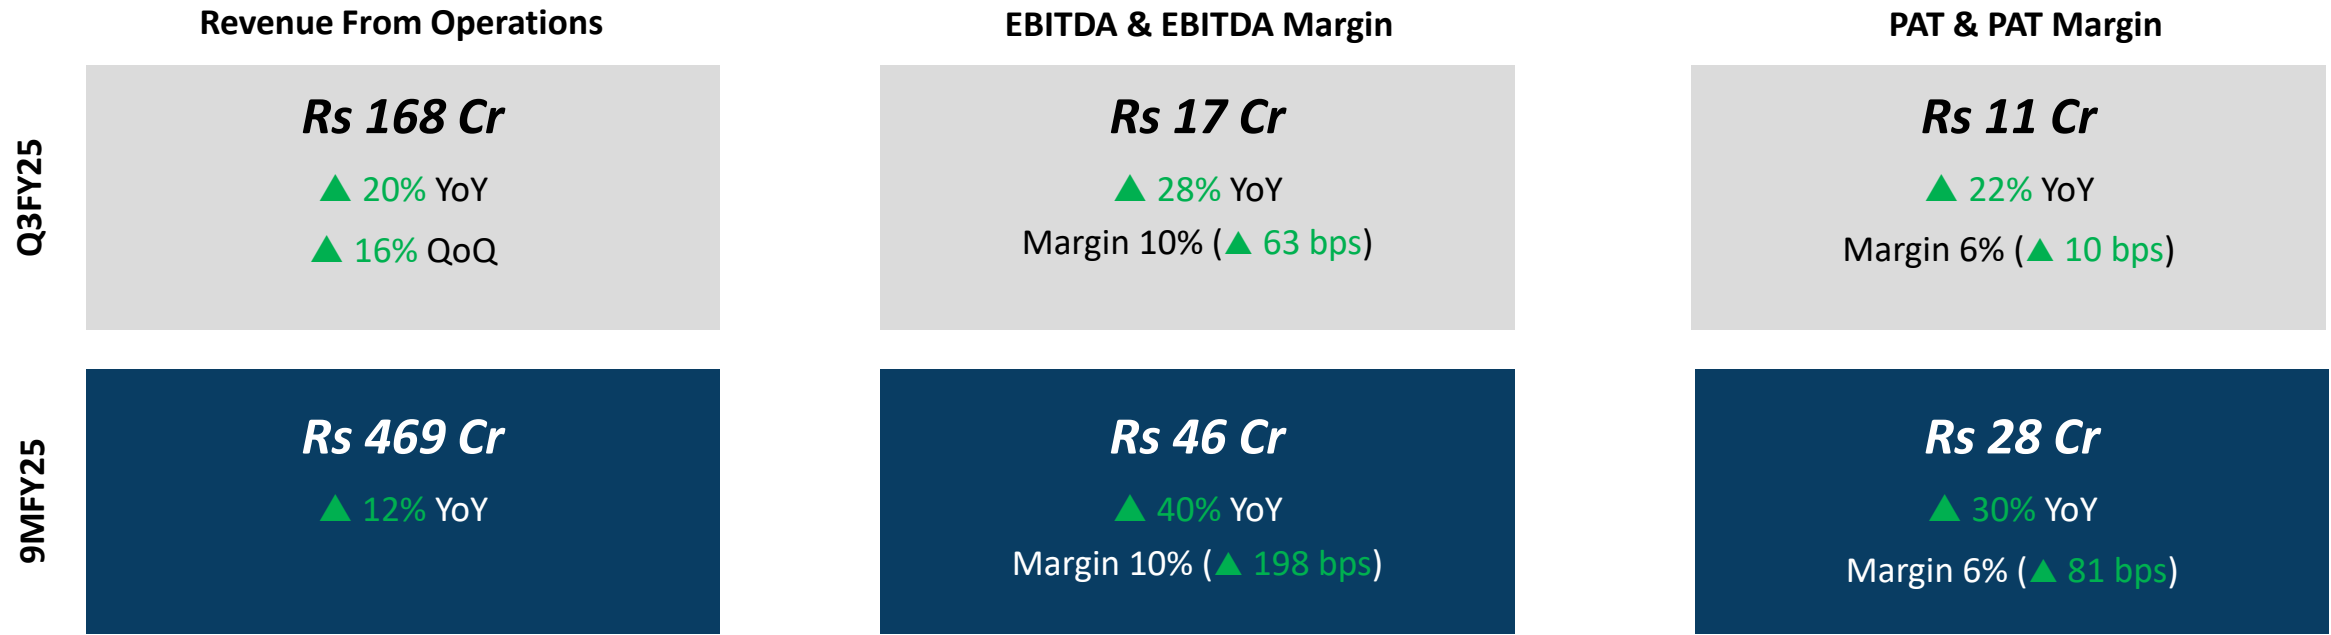 Revenue From Operations
EBITDA & EBITDA Margin
PAT & PAT Margin
Q3FY25
Rs 168 Cr
▲ 20% YoY
▲ 16% QoQ
Rs 17 Cr
▲ 28% YoY
Margin 10% (▲ 63 bps)
Rs 11 Cr
▲ 22% YoY
Margin 6% (▲ 10 bps)
9MFY25
Rs 469 Cr
▲ 12% YoY
Rs 46 Cr
▲ 40% YoY
Margin 10% (▲ 198 bps)
Rs 28 Cr
▲ 30% YoY
Margin 6% (▲ 81 bps)